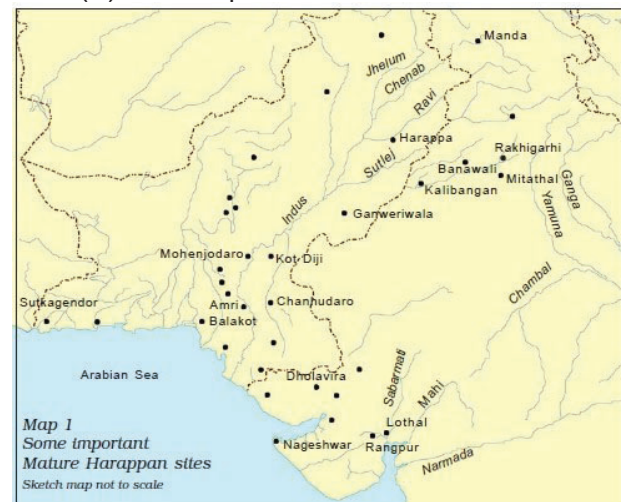 Manda
Jhelum
Chenab
Ravi
Harappa
Rakhigarhi
Sutlej
Banawali
Mitathal
Kalibangan
Ganga
Yamuna
Indus
Ganweriwala
Mohenjodaro
Kot Diji
Chambal
Sutkagendor
Amri
Chanhudaro
Balakot
Arabian Sea
Dholavira
Sabarmati
Mahi
Map 1
Some important
Mature Harappan sites
Sketch map not to scale
Lothal
Nageshwar
Rangpur
Narmada